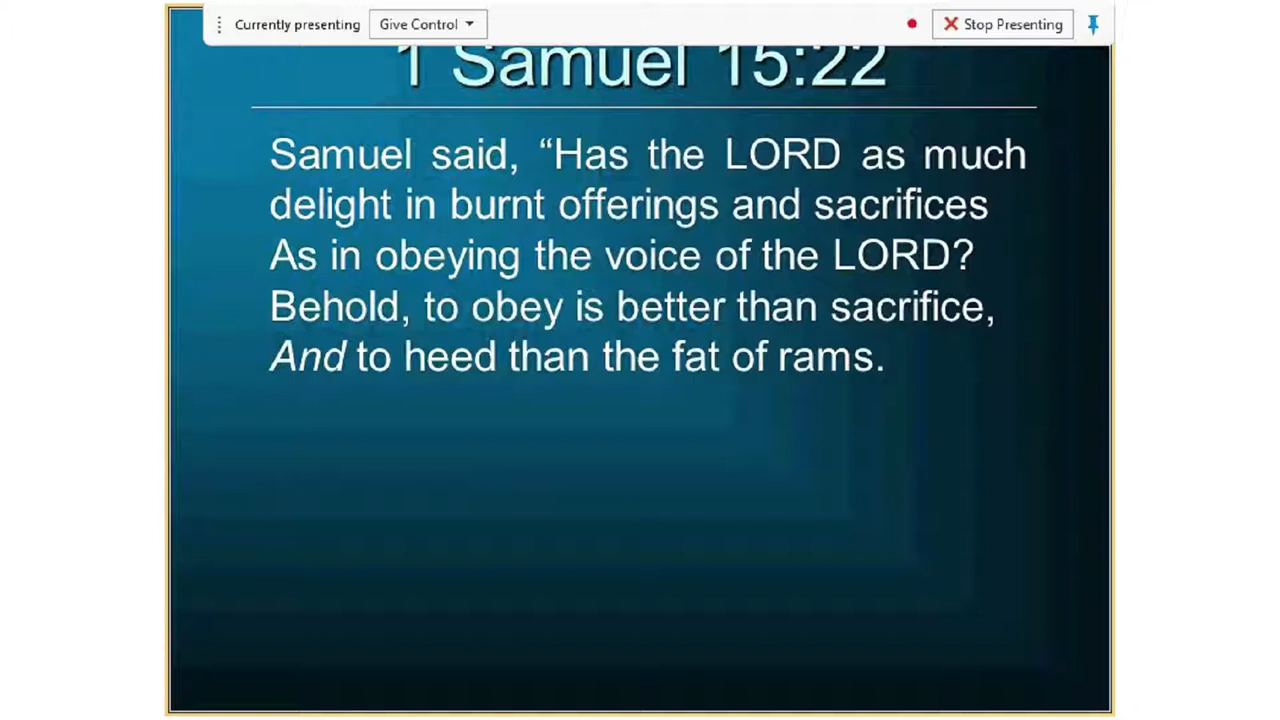 Currently presenting Give Control Stop Presenting
1 Samuel 15:22
Samuel said, “Has the LORD as much
delight in burnt offerings and sacrifices
As in obeying the voice of the LORD?
Behold, to obey is better than sacrifice,
And to heed than the fat of rams.